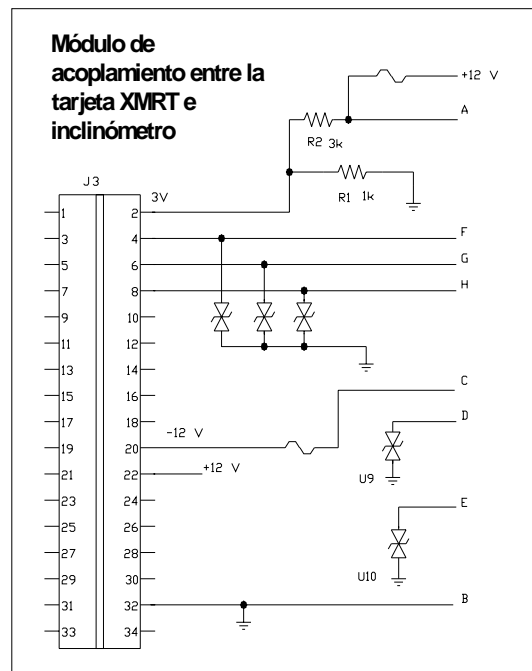 Módulo de
acoplamiento entre la
tarjeta XMRT e
inclinómetro
+12 V
A
R2 3k
R1 1k
J3
3V
1 2
F
3 4
G
5 6
H
7 8
9 10
11 12
13 14
C
15 16
D
17 18
-12 V
19 20
+12 V
21 22
U9
23 24
E
25 26
27 28
29 30
U10
31 32
B
33 34